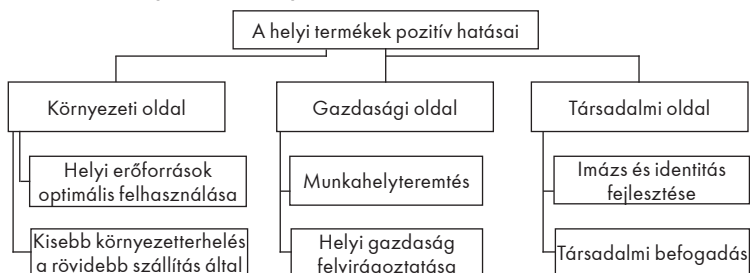 A helyi termékek pozitív hatásai
Környezeti oldal
Gazdasági oldal
Társadalmi oldal
Helyi erőforrások
optimális felhasználása
Munkahelyteremtés
Imázs és identitás
fejlesztése
Kisebb környezetterhelés
a rövidebb szállítás által
Helyi gazdaság
felvirágoztatása
Társadalmi befogadás